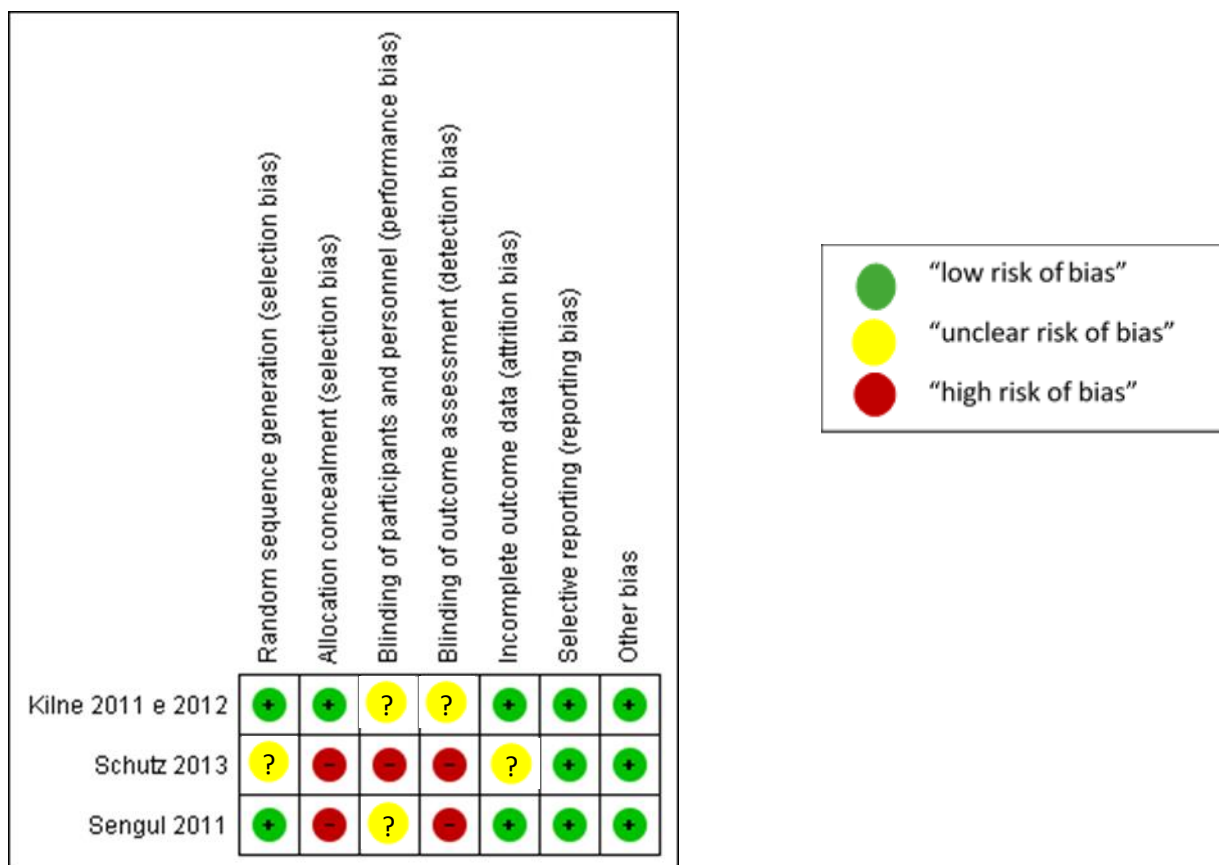 Random sequence generation (selection bias)
Allocation concealment (selection bias)
Blinding of participants and personnel (performance bias)
Blinding of outcome assessment (detection bias)
Incomplete outcome data (attrition bias)
Selective reporting (reporting bias)
Other bias
Kilne 2011 e 2012 + + ? ? + + +
Schutz 2013 ? - - - ? + +
Sengul 2011 + - ? - + + +
“low risk of bias”
“unclear risk of bias”
“high risk of bias”